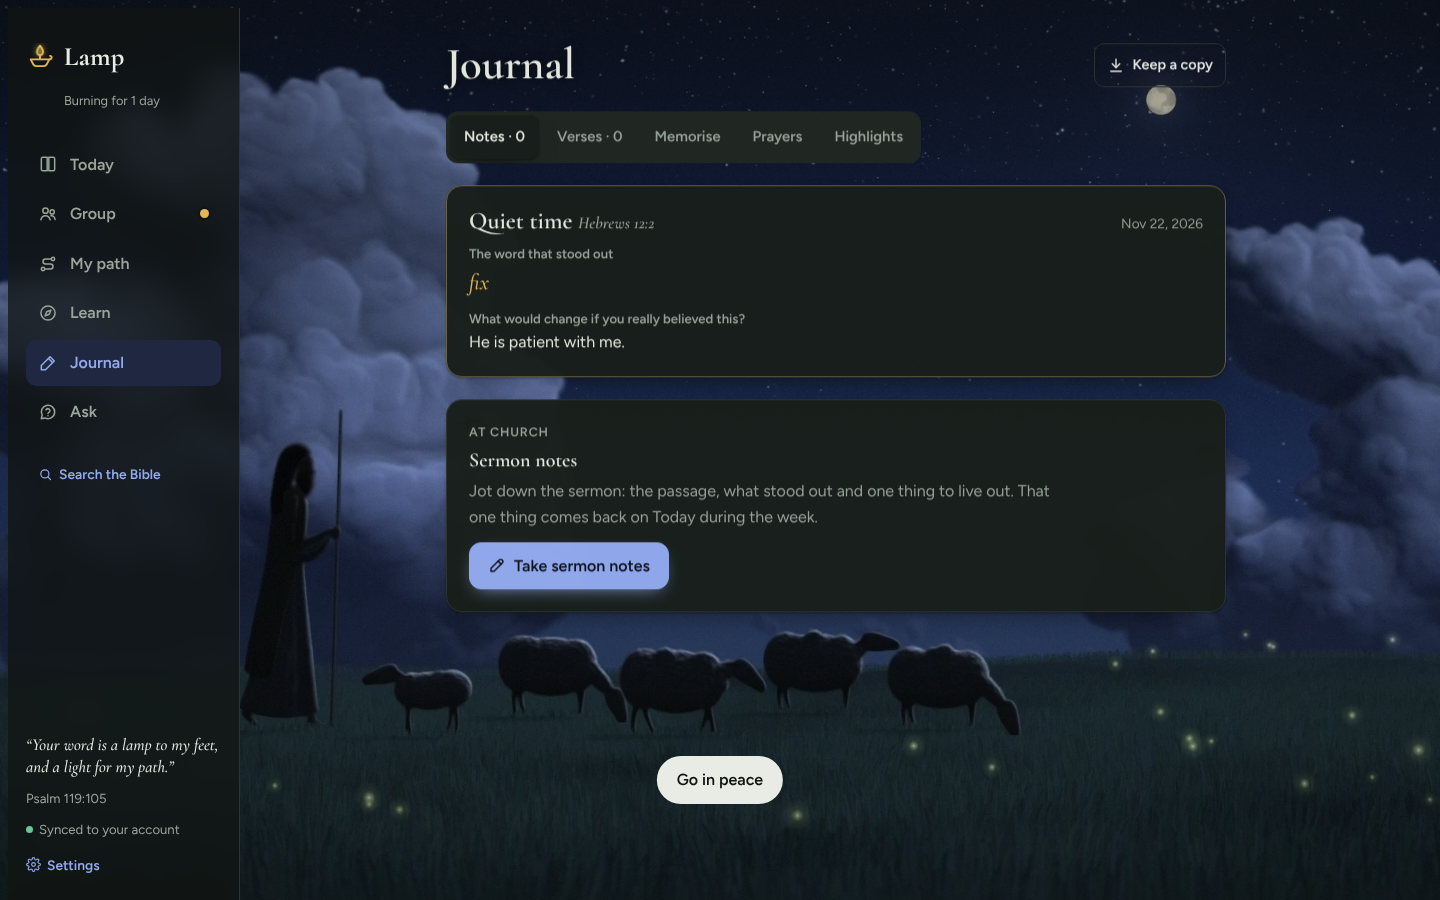 Lamp
Burning for 1 day
Today
Group
My path
Learn
Journal
Ask
Search the Bible
“Your word is a lamp to my feet,
and a light for my path.”
Psalm 119:105
Synced to your account
Settings
Journal
Keep a copy
Notes · 0
Verses · 0
Memorise
Prayers
Highlights
Quiet time Hebrews 12:2
Nov 22, 2026
The word that stood out
fix
What would change if you really believed this?
He is patient with me.
AT CHURCH
Sermon notes
Jot down the sermon: the passage, what stood out and one thing to live out. That
one thing comes back on Today during the week.
Take sermon notes
Go in peace